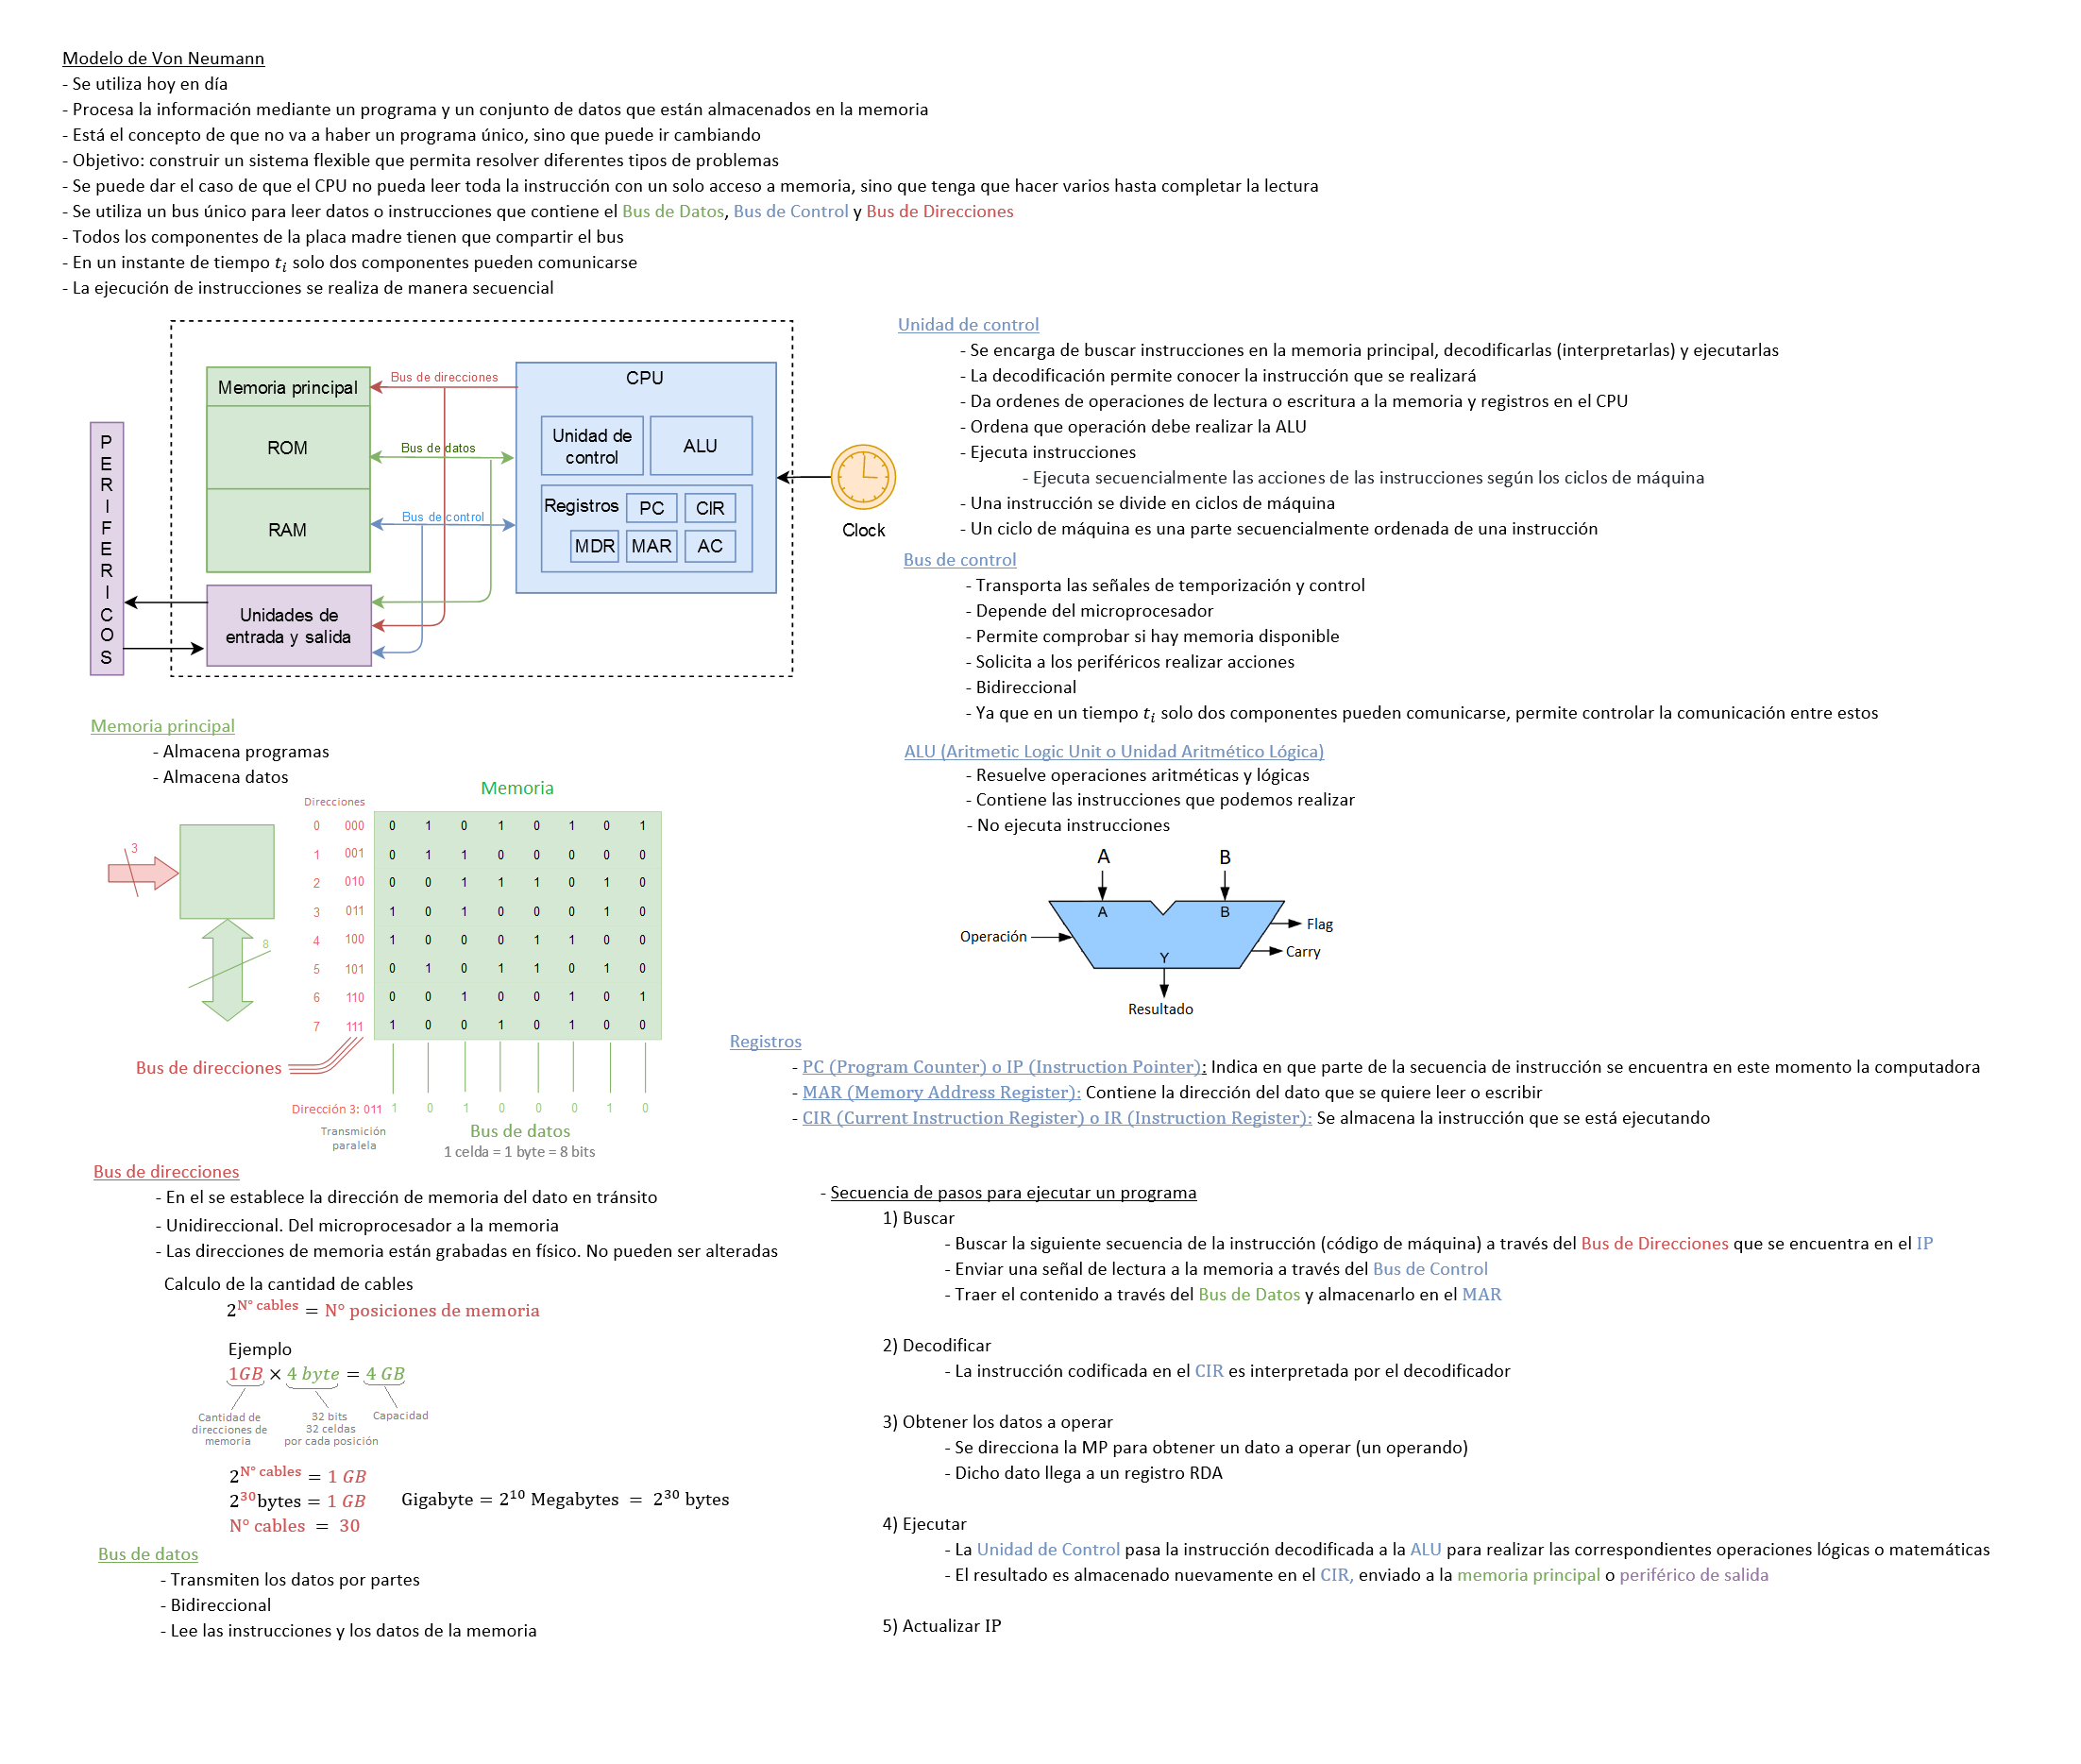 Modelo de Von Neumann
- Se utiliza hoy en día
- Procesa la información mediante un programa y un conjunto de datos que están almacenados en la memoria
- Está el concepto de que no va a haber un programa único, sino que puede ir cambiando
- Objetivo: construir un sistema flexible que permita resolver diferentes tipos de problemas
- Se puede dar el caso de que el CPU no pueda leer toda la instrucción con un solo acceso a memoria, sino que tenga que hacer varios hasta completar la lectura
- Se utiliza un bus único para leer datos o instrucciones que contiene el Bus de Datos, Bus de Control y Bus de Direcciones
- Todos los componentes de la placa madre tienen que compartir el bus
- En un instante de tiempo tᵢ solo dos componentes pueden comunicarse
- La ejecución de instrucciones se realiza de manera secuencial
PERIFERICOS
Memoria principal
ROM
RAM
Unidades de
entrada y salida
Bus de direcciones
Bus de datos
Bus de control
CPU
Unidad de
control
ALU
Registros
PC
CIR
MDR
MAR
AC
Clock
Unidad de control
- Se encarga de buscar instrucciones en la memoria principal, decodificarlas (interpretarlas) y ejecutarlas
- La decodificación permite conocer la instrucción que se realizará
- Da ordenes de operaciones de lectura o escritura a la memoria y registros en el CPU
- Ordena que operación debe realizar la ALU
- Ejecuta instrucciones
- Ejecuta secuencialmente las acciones de las instrucciones según los ciclos de máquina
- Una instrucción se divide en ciclos de máquina
- Un ciclo de máquina es una parte secuencialmente ordenada de una instrucción
Bus de control
- Transporta las señales de temporización y control
- Depende del microprocesador
- Permite comprobar si hay memoria disponible
- Solicita a los periféricos realizar acciones
- Bidireccional
- Ya que en un tiempo tᵢ solo dos componentes pueden comunicarse, permite controlar la comunicación entre estos
Memoria principal
- Almacena programas
- Almacena datos
3
8
Memoria
Direcciones
0 000 0 1 0 1 0 1 0 1
1 001 0 1 1 0 0 0 0 0
2 010 0 0 1 1 1 0 1 0
3 011 1 0 1 0 0 0 1 0
4 100 1 0 0 0 1 1 0 0
5 101 0 1 0 1 1 0 1 0
6 110 0 0 1 0 0 1 0 1
7 111 1 0 0 1 0 1 0 0
Bus de direcciones
Dirección 3: 011 1 0 1 0 0 0 1 0
Transmición
paralela
Bus de datos
1 celda = 1 byte = 8 bits
ALU (Aritmetic Logic Unit o Unidad Aritmético Lógica)
- Resuelve operaciones aritméticas y lógicas
- Contiene las instrucciones que podemos realizar
- No ejecuta instrucciones
A B
A B
Operación
Flag
Carry
Y
Resultado
Registros
- PC (Program Counter) o IP (Instruction Pointer): Indica en que parte de la secuencia de instrucción se encuentra en este momento la computadora
- MAR (Memory Address Register): Contiene la dirección del dato que se quiere leer o escribir
- CIR (Current Instruction Register) o IR (Instruction Register): Se almacena la instrucción que se está ejecutando
Bus de direcciones
- En el se establece la dirección de memoria del dato en tránsito
- Unidireccional. Del microprocesador a la memoria
- Las direcciones de memoria están grabadas en físico. No pueden ser alteradas
Calculo de la cantidad de cables
2^N° cables = N° posiciones de memoria
Ejemplo
1GB × 4 byte = 4 GB
Cantidad de
direcciones de
memoria
32 bits
32 celdas
por cada posición
Capacidad
2^N° cables = 1 GB
2^30 bytes = 1 GB
N° cables = 30
Gigabyte = 2^10 Megabytes = 2^30 bytes
Bus de datos
- Transmiten los datos por partes
- Bidireccional
- Lee las instrucciones y los datos de la memoria
- Secuencia de pasos para ejecutar un programa
1) Buscar
- Buscar la siguiente secuencia de la instrucción (código de máquina) a través del Bus de Direcciones que se encuentra en el IP
- Enviar una señal de lectura a la memoria a través del Bus de Control
- Traer el contenido a través del Bus de Datos y almacenarlo en el MAR
2) Decodificar
- La instrucción codificada en el CIR es interpretada por el decodificador
3) Obtener los datos a operar
- Se direcciona la MP para obtener un dato a operar (un operando)
- Dicho dato llega a un registro RDA
4) Ejecutar
- La Unidad de Control pasa la instrucción decodificada a la ALU para realizar las correspondientes operaciones lógicas o matemáticas
- El resultado es almacenado nuevamente en el CIR, enviado a la memoria principal o periférico de salida
5) Actualizar IP